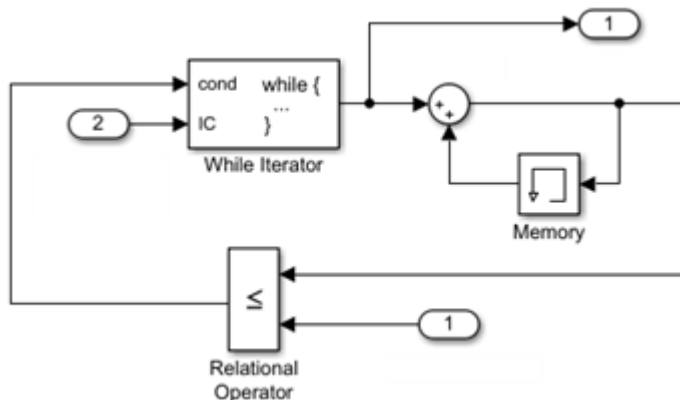 1
cond while {
...
IC }
2
While Iterator
+
+
Memory
≤
1
Relational
Operator